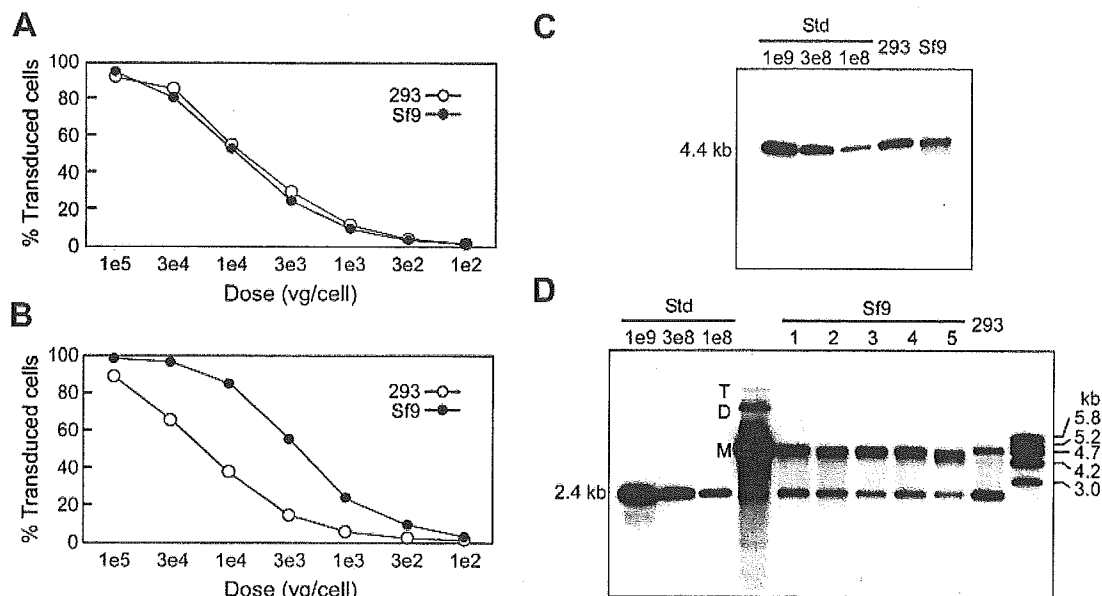 A
% Transduced cells
100
80
60
40
20
0
293
Sf9
1e5 3e4 1e4 3e3 1e3 3e2 1e2
Dose (vg/cell)
B
% Transduced cells
100
80
60
40
20
0
293
Sf9
1e5 3e4 1e4 3e3 1e3 3e2 1e2
Dose (vg/cell)
C
Std
1e9 3e8 1e8 293 Sf9
4.4 kb
D
Std Sf9
1e9 3e8 1e8 1 2 3 4 5 293
T
D
M
2.4 kb
kb
5.8
5.2
4.7
4.2
3.0